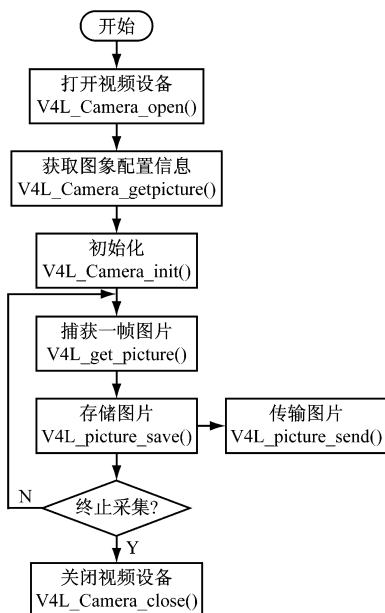 开始
打开视频设备
V4L_Camera_open()
获取图象配置信息
V4L_Camera_getpicture()
初始化
V4L_Camera_init()
捕获一帧图片
V4L_get_picture()
存储图片
V4L_picture_save()
传输图片
V4L_picture_send()
终止采集?
N
Y
关闭视频设备
V4L_Camera_close()